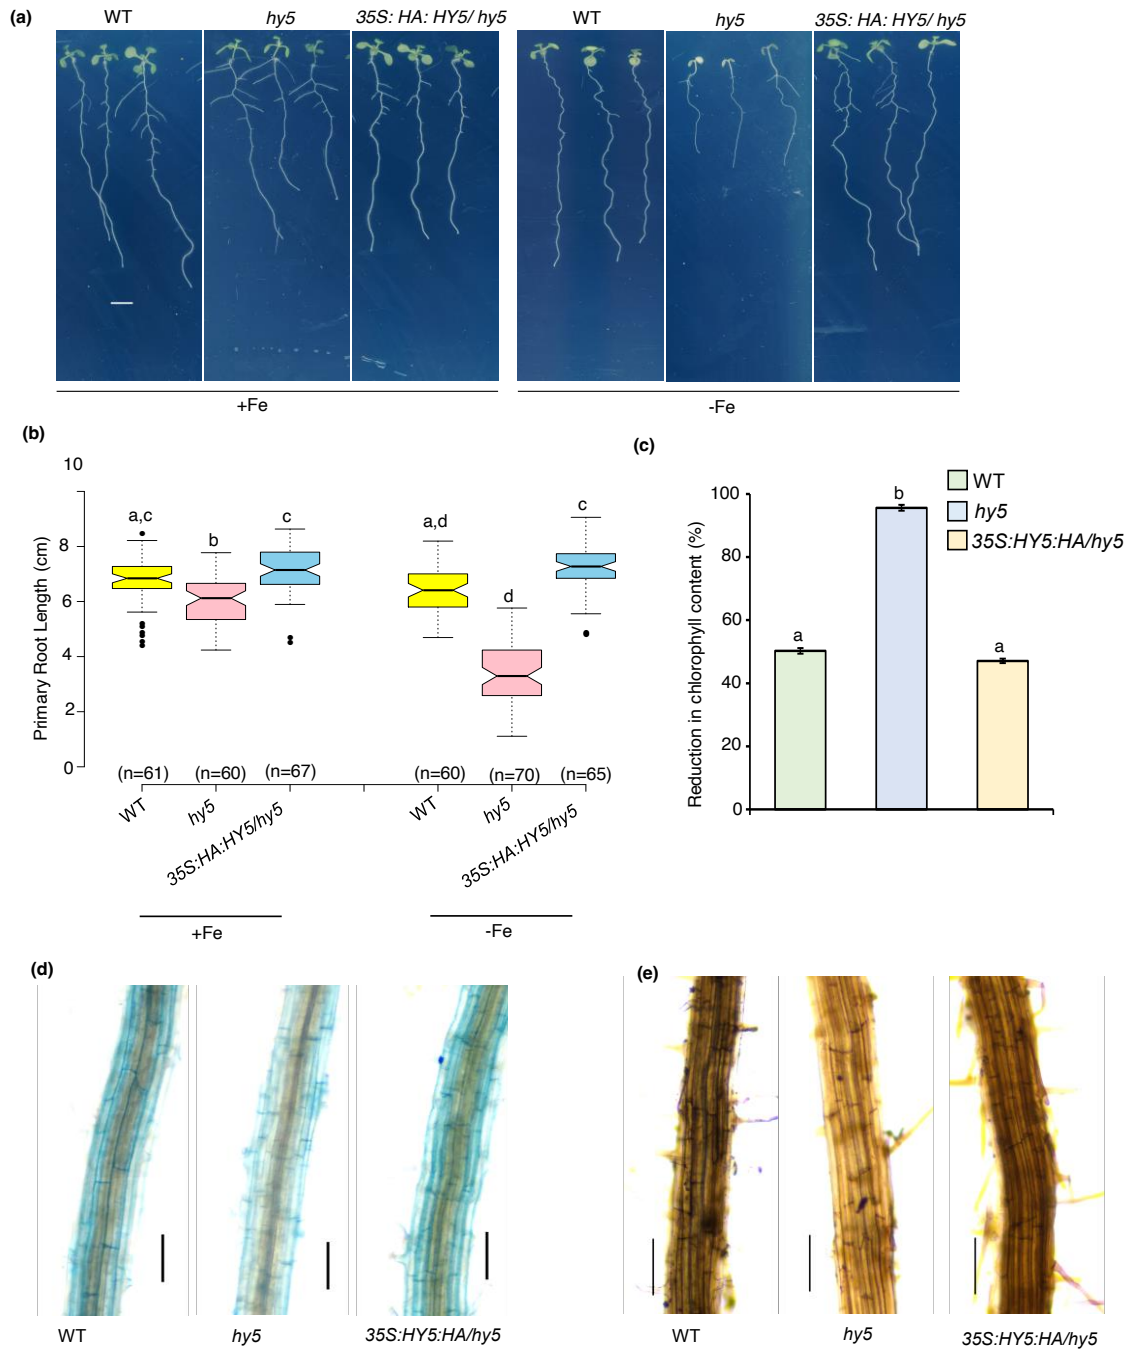 (a)
WT hy5 35S: HA: HY5/ hy5 WT hy5 35S: HA: HY5/ hy5
+Fe -Fe
(b)
Primary Root Length (cm)
10
8
6
4
2
0
a,c b c a,d d c
(n=61) (n=60) (n=67) (n=60) (n=70) (n=65)
WT hy5 35S:HA:HY5/hy5 WT hy5 35S:HA:HY5/hy5
+Fe -Fe
(c)
Reduction in chlorophyll content (%)
100
80
60
40
20
0
a b a
WT
hy5
35S:HY5:HA/hy5
(d)
WT hy5 35S:HY5:HA/hy5
(e)
WT hy5 35S:HY5:HA/hy5